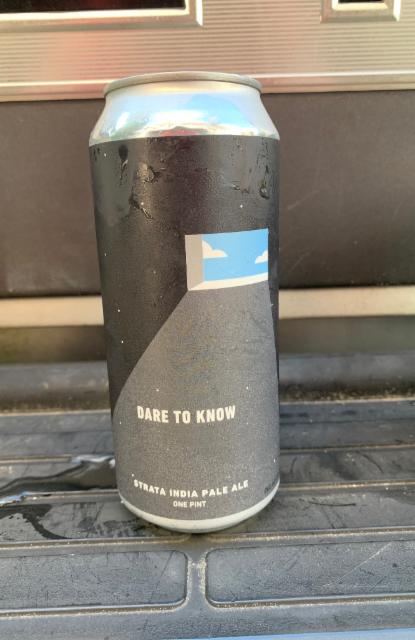 DARE TO KNOW
STRATA INDIA PALE ALE
ONE PINT